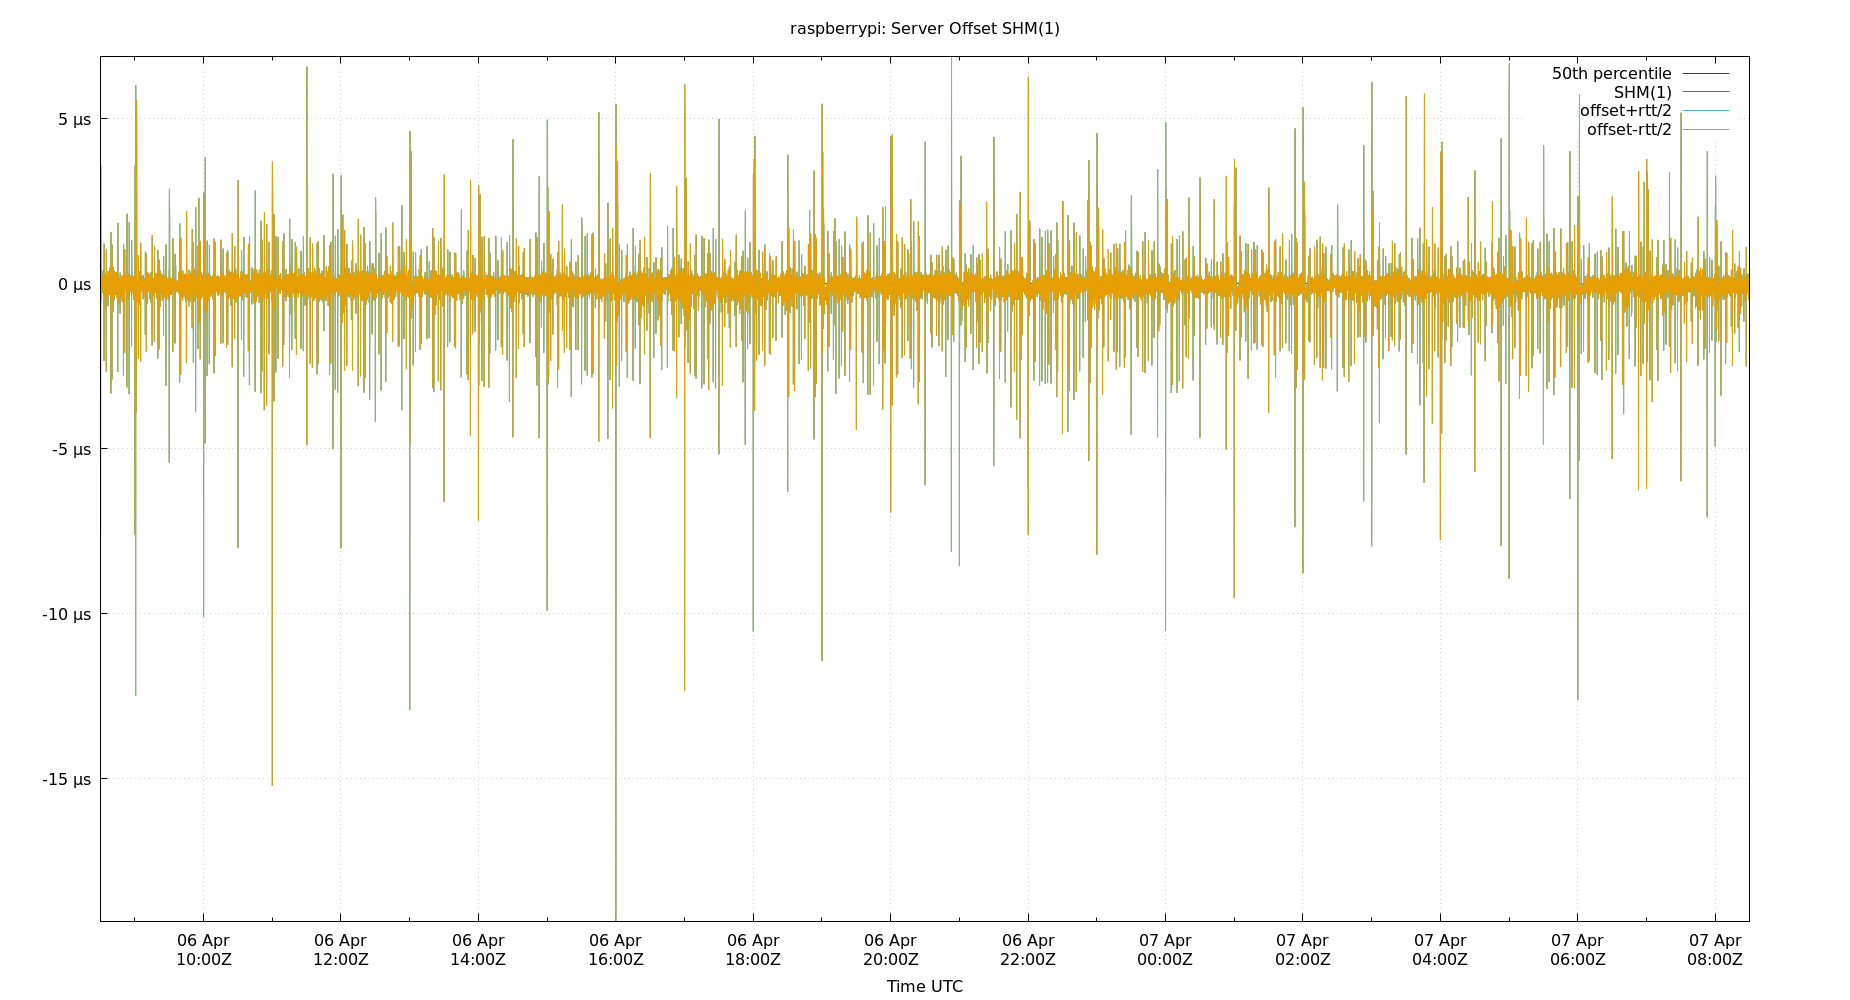 raspberrypi: Server Offset SHM(1)
50th percentile
SHM(1)
offset+rtt/2
offset-rtt/2
5 µs
0 µs
-5 µs
-10 µs
-15 µs
06 Apr 06 Apr 06 Apr 06 Apr 06 Apr 06 Apr 06 Apr 07 Apr 07 Apr 07 Apr 07 Apr 07 Apr
10:00Z 12:00Z 14:00Z 16:00Z 18:00Z 20:00Z 22:00Z 00:00Z 02:00Z 04:00Z 06:00Z 08:00Z
Time UTC